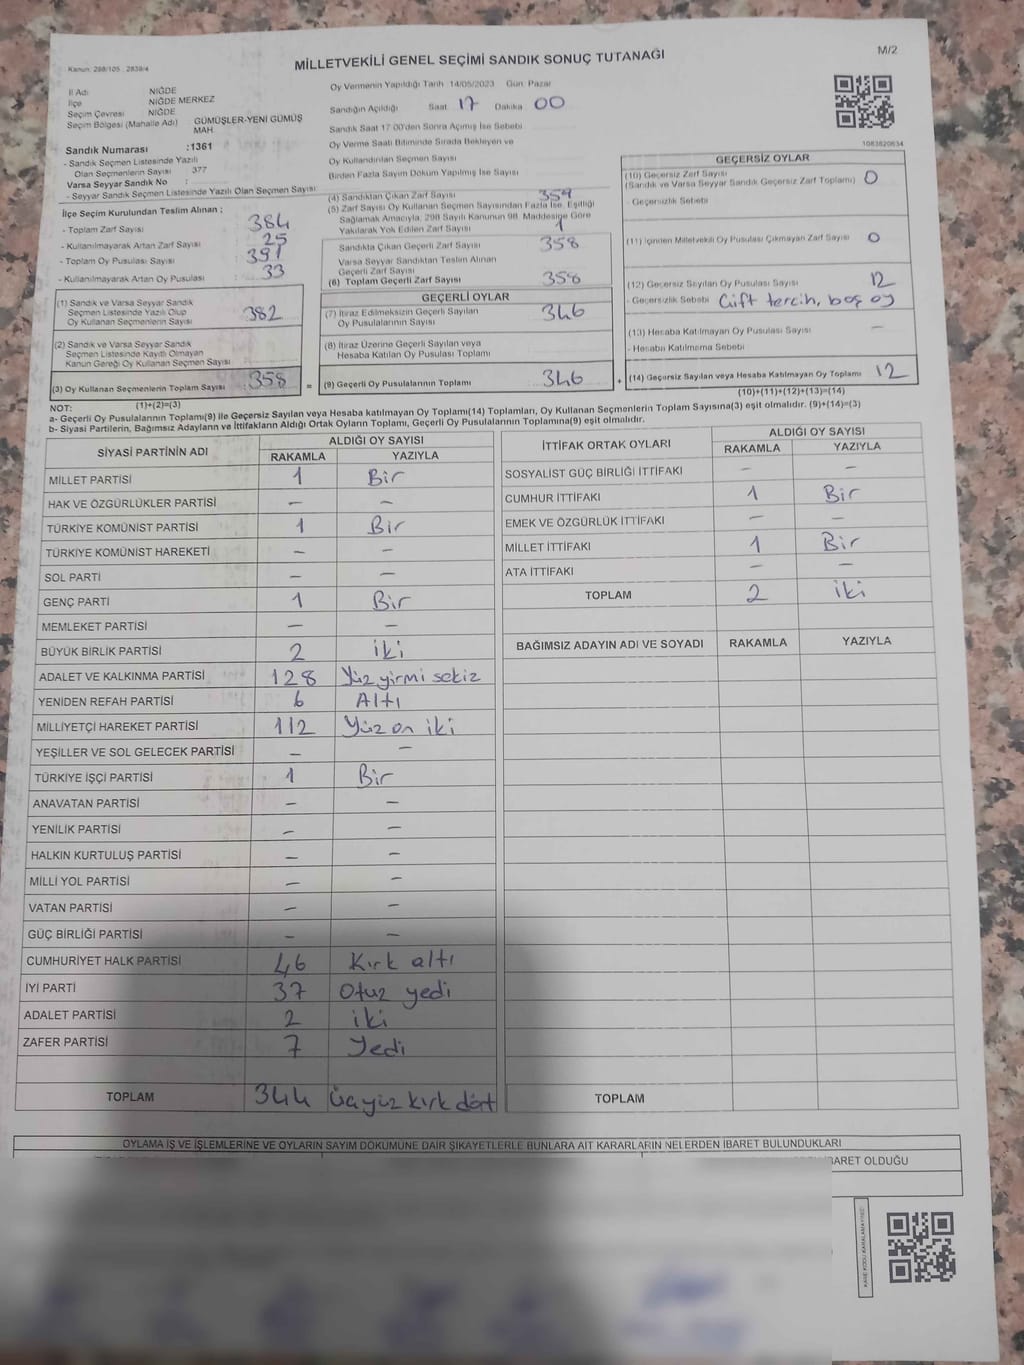 Kanun: 298/105 , 2839/4
MİLLETVEKİLİ GENEL SEÇİMİ SANDIK SONUÇ TUTANAĞI
M/2
İl Adı NİĞDE
İlçe NİĞDE MERKEZ
Seçim Çevresi NİĞDE
Seçim Bölgesi (Mahalle Adı) GÜMÜŞLER-YENİ GÜMÜŞ MAH.
Sandık Numarası :1361
- Sandık Seçmen Listesinde Yazılı
Olan Seçmenlerin Sayısı 377
Varsa Seyyar Sandık No :
- Seyyar Sandık Seçmen Listesinde Yazılı Olan Seçmen Sayısı:
Oy Vermenin Yapıldığı Tarih 14/05/2023 Gün Pazar
Sandığın Açıldığı Saat 17 Dakika 00
Sandık Saat 17:00'den Sonra Açılmış İse Sebebi
Oy Verme Saati Bitiminde Sırada Bekleyen ve
Oy Kullandırılan Seçmen Sayısı
Birden Fazla Sayım Döküm Yapılmış İse Sayısı
1083820634
İlçe Seçim Kurulundan Teslim Alınan :
- Toplam Zarf Sayısı 384
- Kullanılmayarak Artan Zarf Sayısı 25
- Toplam Oy Pusulası Sayısı : 391
- Kullanılmayarak Artan Oy Pusulası : 33
(1) Sandık ve Varsa Seyyar Sandık
Seçmen Listesinde Yazılı Olup
Oy Kullanan Seçmenlerin Sayısı 382
(2) Sandık ve Varsa Seyyar Sandık
Seçmen Listesinde Kayıtlı Olmayan
Kanun Gereği Oy Kullanan Seçmen Sayısı
(3) Oy Kullanan Seçmenlerin Toplam Sayısı : 358 =
(1)+(2)=(3)
(4) Sandıktan Çıkan Zarf Sayısı 359
(5) Zarf Sayısı Oy Kullanan Seçmen Sayısından Fazla İse, Eşitliği
Sağlamak Amacıyla, 298 Sayılı Kanunun 98. Maddesine Göre
Yakılarak Yok Edilen Zarf Sayısı 1
Sandıkta Çıkan Geçerli Zarf Sayısı 358
Varsa Seyyar Sandıktan Teslim Alınan
Geçerli Zarf Sayısı
(6) Toplam Geçerli Zarf Sayısı 358
GEÇERLİ OYLAR
(7) İtiraz Edilmeksizin Geçerli Sayılan
Oy Pusulalarının Sayısı 346
(8) İtiraz Üzerine Geçerli Sayılan veya
Hesaba Katılan Oy Pusulası Toplamı
(9) Geçerli Oy Pusulalarının Toplamı 346 +
GEÇERSİZ OYLAR
(10) Geçersiz Zarf Sayısı 0
(Sandık ve Varsa Seyyar Sandık Geçersiz Zarf Toplamı)
- Geçersizlik Sebebi
(11) İçinden Milletvekili Oy Pusulası Çıkmayan Zarf Sayısı 0
(12) Geçersiz Sayılan Oy Pusulası Sayısı 12
- Geçersizlik Sebebi Çift tercih, boş oy
(13) Hesaba Katılmayan Oy Pusulası Sayısı –
- Hesaba Katılmama Sebebi
(14) Geçersiz Sayılan veya Hesaba Katılmayan Oy Toplamı 12
(10)+(11)+(12)+(13)=(14)
NOT:
a- Geçerli Oy Pusulalarının Toplamı(9) ile Geçersiz Sayılan veya Hesaba katılmayan Oy Toplamı(14) Toplamları, Oy Kullanan Seçmenlerin Toplam Sayısına(3) eşit olmalıdır. (9)+(14)=(3)
b- Siyasi Partilerin, Bağımsız Adayların ve İttifakların Aldığı Ortak Oyların Toplamı, Geçerli Oy Pusulalarının Toplamına(9) eşit olmalıdır.
SİYASİ PARTİNİN ADI ALDIĞI OY SAYISI
RAKAMLA YAZIYLA
MİLLET PARTİSİ 1 Bir
HAK VE ÖZGÜRLÜKLER PARTİSİ – –
TÜRKİYE KOMÜNİST PARTİSİ 1 Bir
TÜRKİYE KOMÜNİST HAREKETİ – –
SOL PARTİ – –
GENÇ PARTİ 1 Bir
MEMLEKET PARTİSİ – –
BÜYÜK BİRLİK PARTİSİ 2 iki
ADALET VE KALKINMA PARTİSİ 128 Yüz yirmi sekiz
YENİDEN REFAH PARTİSİ 6 Altı
MİLLİYETÇİ HAREKET PARTİSİ 112 Yüz on iki
YEŞİLLER VE SOL GELECEK PARTİSİ – –
TÜRKİYE İŞÇİ PARTİSİ 1 Bir
ANAVATAN PARTİSİ – –
YENİLİK PARTİSİ – –
HALKIN KURTULUŞ PARTİSİ – –
MİLLİ YOL PARTİSİ – –
VATAN PARTİSİ – –
GÜÇ BİRLİĞİ PARTİSİ – –
CUMHURİYET HALK PARTİSİ 46 Kırk altı
İYİ PARTİ 37 Otuz yedi
ADALET PARTİSİ 2 iki
ZAFER PARTİSİ 7 Yedi
TOPLAM 344 üçyüz kırk dört
İTTİFAK ORTAK OYLARI ALDIĞI OY SAYISI
RAKAMLA YAZIYLA
SOSYALİST GÜÇ BİRLİĞİ İTTİFAKI – –
CUMHUR İTTİFAKI 1 Bir
EMEK VE ÖZGÜRLÜK İTTİFAKI – –
MİLLET İTTİFAKI 1 Bir
ATA İTTİFAKI – –
TOPLAM 2 iki
BAĞIMSIZ ADAYIN ADI VE SOYADI RAKAMLA YAZIYLA
TOPLAM
OYLAMA İŞ VE İŞLEMLERİNE VE OYLARIN SAYIM DÖKÜMÜNE DAİR ŞİKAYETLERLE BUNLARA AİT KARARLARIN NELERDEN İBARET BULUNDUKLARI
İBARET OLDUĞU
KARE KODU KARALAMAYINIZ!